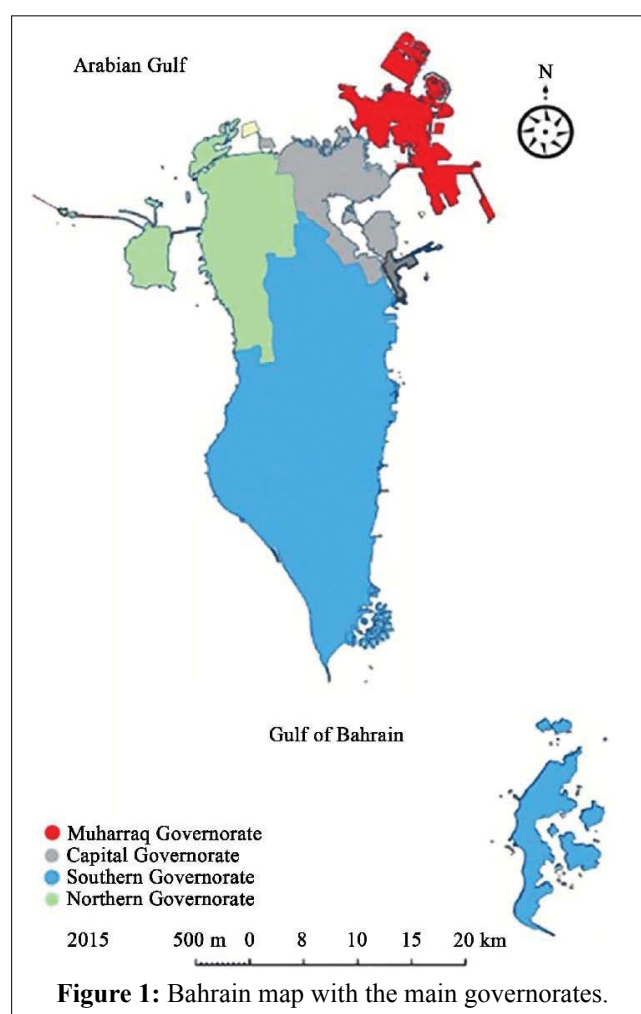 Arabian Gulf
N
Gulf of Bahrain
Muharraq Governorate
Capital Governorate
Southern Governorate
Northern Governorate
2015 500 m 0 8 10 15 20 km
Figure 1: Bahrain map with the main governorates.